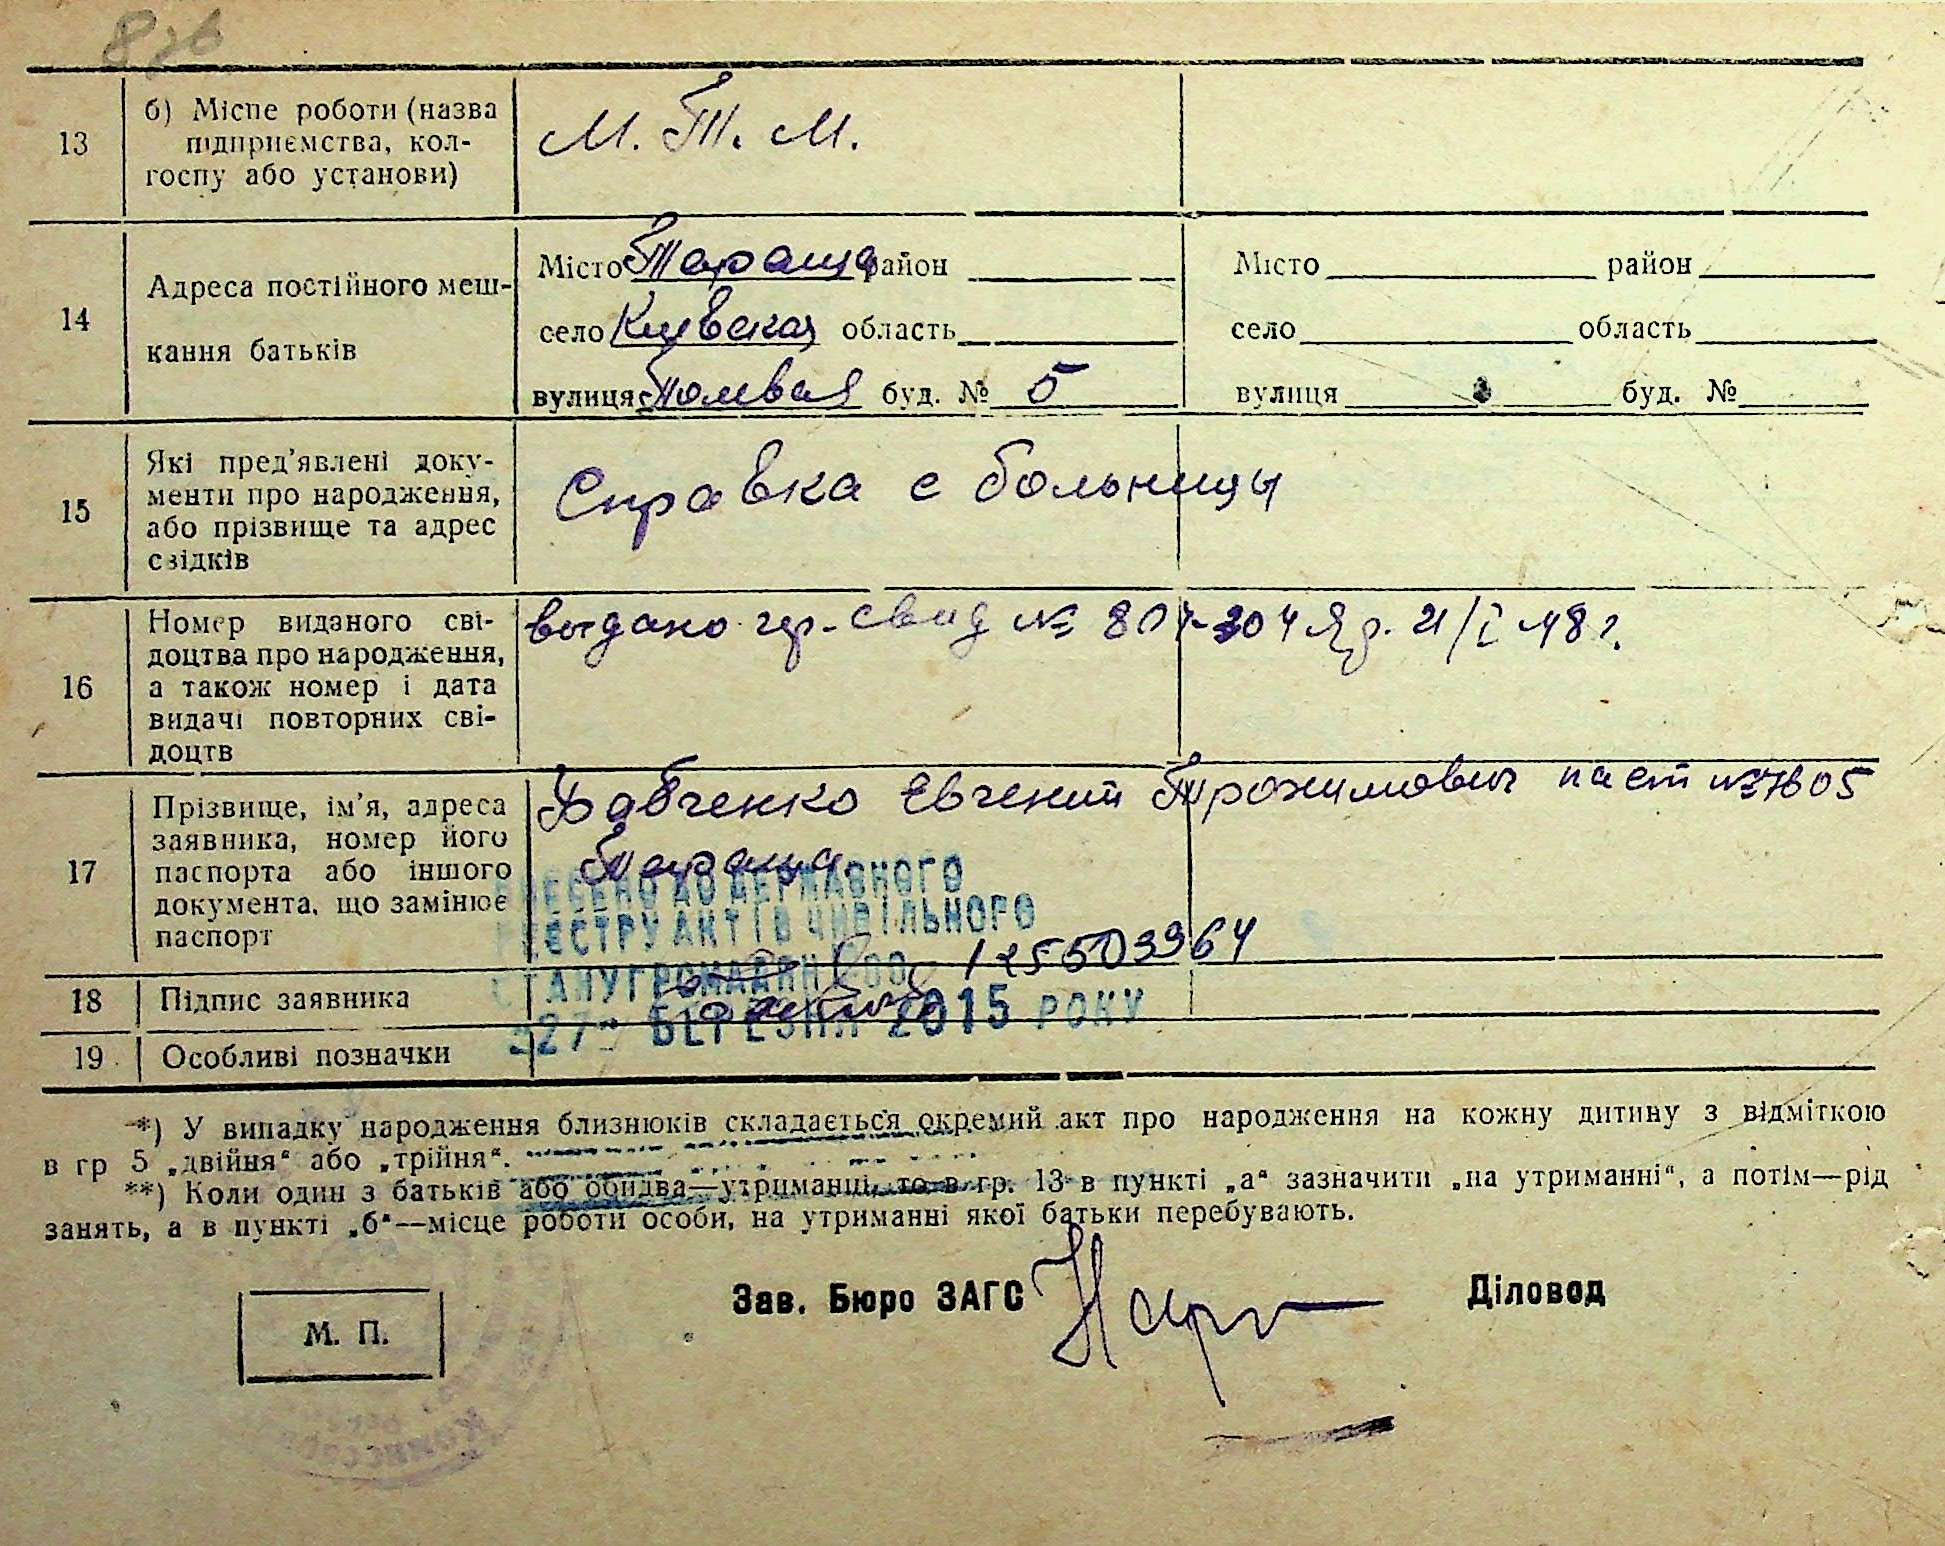 13
б) Місце роботи (назва
підприємства, кол-
госпу або установи)
М. Т. М.
14
Адреса постійного меш-
кання батьків
Місто Тараща район
село Киевская область
вулиця Полевая буд. № 5
Місто район
село область
вулиця буд. №
15
Які пред'явлені доку-
менти про народження,
або прізвище та адрес
свідків
Справка с больницы
16
Номер виданого сві-
доцтва про народження,
а також номер і дата
видачі повторних сві-
доцтв
выдано гр. свид №
21/I 48 г.
17
Прізвище, ім'я, адреса
заявника, номер його
паспорта або іншого
документа, що замінює
паспорт
Евгений Трохимович №
Тараща
ВНЕСЕНО ДО ДЕРЖАВНОГО
РЕЄСТРУ АКТІВ ЦИВІЛЬНОГО
СТАНУ ГРОМАДЯН
125503964
"27" БЕРЕЗНЯ 2015 РОКУ
18
Підпис заявника
19
Особливі позначки
*) У випадку народження близнюків складається окремий акт про народження на кожну дитину з відміткою
в гр 5 „двійня“ або „трійня“.
**) Коли один з батьків або обидва—утриманці, то в гр. 13 в пункті „а“ зазначити „на утриманні“, а потім—рід
занять, а в пункті „б“—місце роботи особи, на утриманні якої батьки перебувають.
Зав. Бюро ЗАГС
Діловод
М. П.